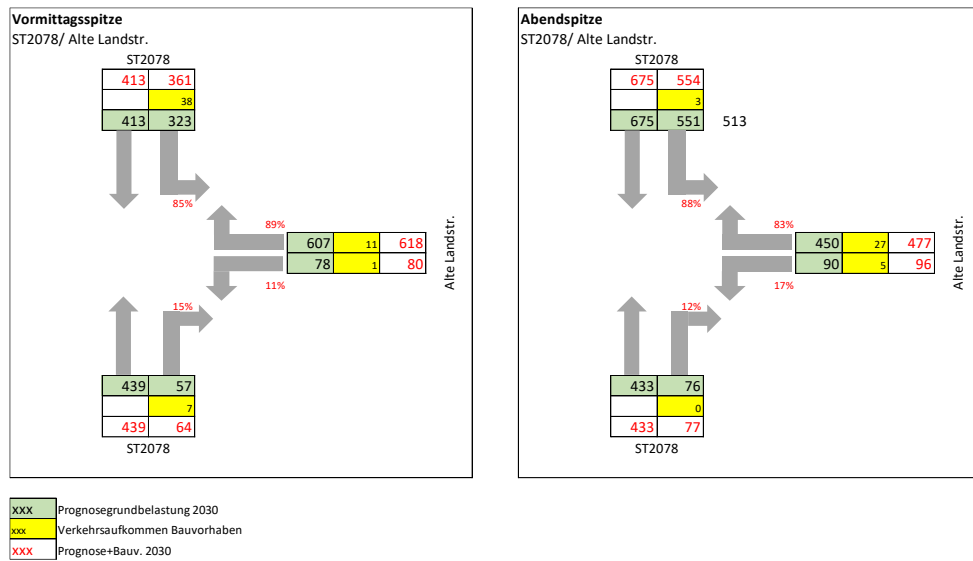 Vormittagsspitze
ST2078/ Alte Landstr.
ST2078
413 361
38
413 323
85%
89%
607 11 618
78 1 80
11%
Alte Landstr.
15%
439 57
7
439 64
ST2078
Abendspitze
ST2078/ Alte Landstr.
ST2078
675 554
3
675 551 513
88%
83%
450 27 477
90 5 96
17%
Alte Landstr.
12%
433 76
0
433 77
ST2078
XXX Prognosegrundbelastung 2030
xxx Verkehrsaufkommen Bauvorhaben
XXX Prognose+Bauv. 2030